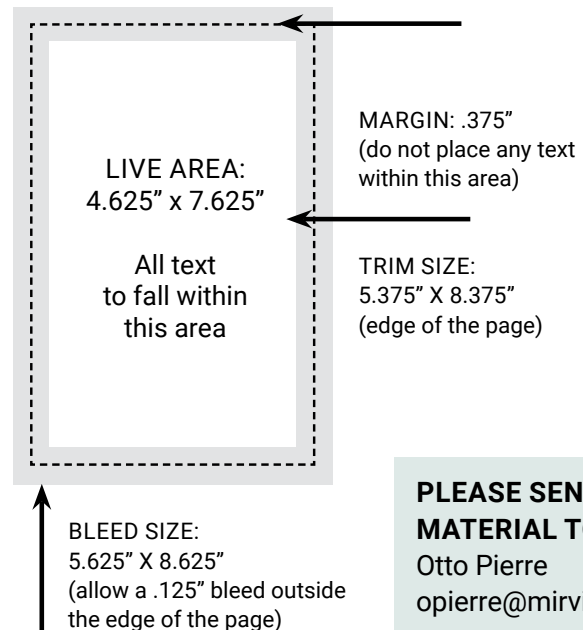 LIVE AREA:
4.625” x 7.625”
All text
to fall within
this area
MARGIN: .375”
(do not place any text
within this area)
TRIM SIZE:
5.375” X 8.375”
(edge of the page)
BLEED SIZE:
5.625” X 8.625”
(allow a .125” bleed outside
the edge of the page)
PLEASE
MATERIAL
Otto Pierre